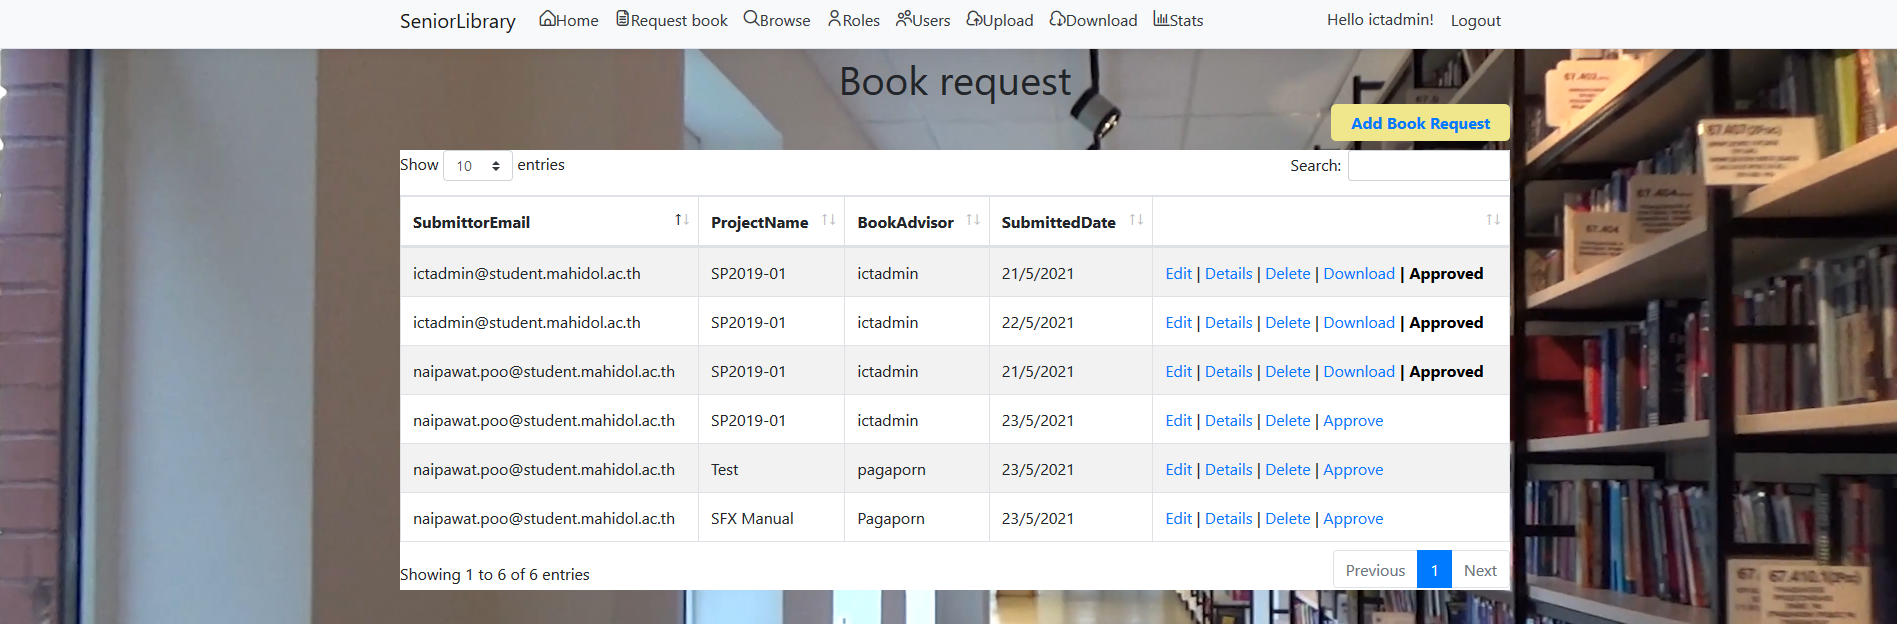 SeniorLibrary Home Request book Browse Roles Users Upload Download Stats Hello ictadmin! Logout
Book request
Add Book Request
Show 10 entries Search:
SubmittorEmail ProjectName BookAdvisor SubmittedDate
ictadmin@student.mahidol.ac.th SP2019-01 ictadmin 21/5/2021 Edit | Details | Delete | Download | Approved
ictadmin@student.mahidol.ac.th SP2019-01 ictadmin 22/5/2021 Edit | Details | Delete | Download | Approved
naipawat.poo@student.mahidol.ac.th SP2019-01 ictadmin 21/5/2021 Edit | Details | Delete | Download | Approved
naipawat.poo@student.mahidol.ac.th SP2019-01 ictadmin 23/5/2021 Edit | Details | Delete | Approve
naipawat.poo@student.mahidol.ac.th Test pagaporn 23/5/2021 Edit | Details | Delete | Approve
naipawat.poo@student.mahidol.ac.th SFX Manual Pagaporn 23/5/2021 Edit | Details | Delete | Approve
Showing 1 to 6 of 6 entries Previous 1 Next
67.404